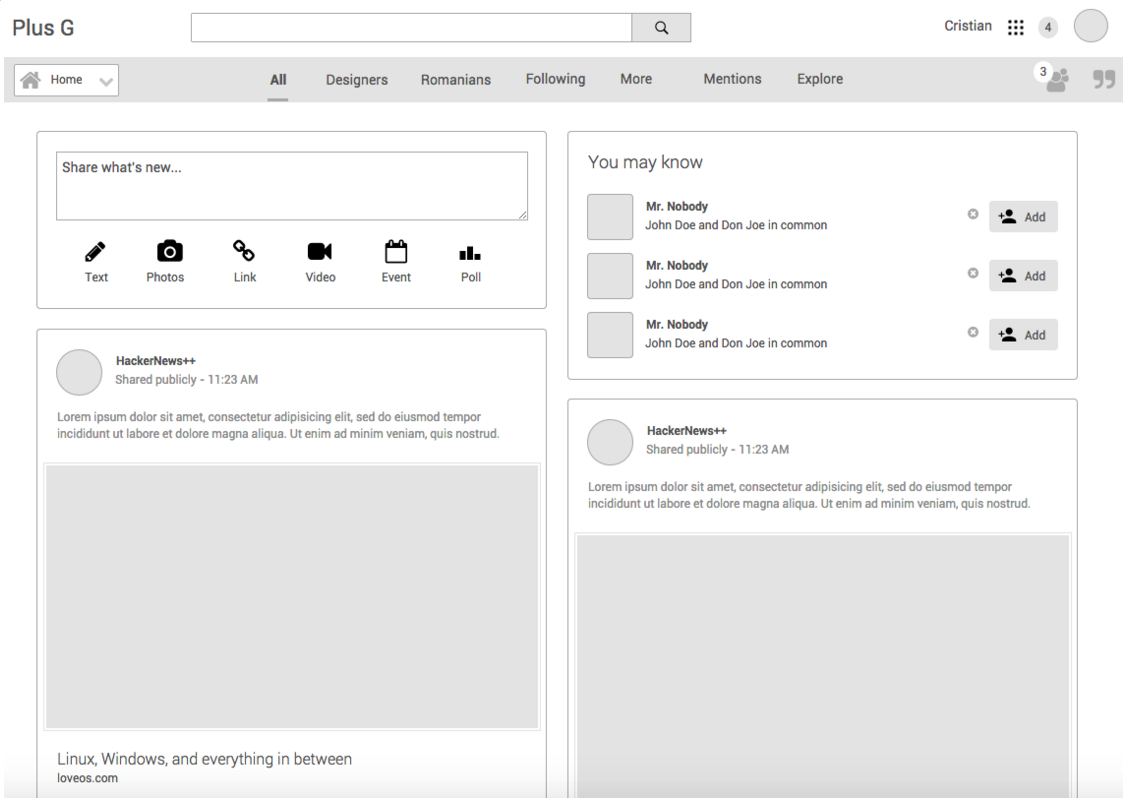 Plus G
Cristian
4
Home
All Designers Romanians Following More Mentions Explore
3
Share what's new...
Text Photos Link Video Event Poll
HackerNews++
Shared publicly - 11:23 AM
Lorem ipsum dolor sit amet, consectetur adipisicing elit, sed do eiusmod tempor
incididunt ut labore et dolore magna aliqua. Ut enim ad minim veniam, quis nostrud.
Linux, Windows, and everything in between
loveos.com
You may know
Mr. Nobody
John Doe and Don Joe in common
Add
Mr. Nobody
John Doe and Don Joe in common
Add
Mr. Nobody
John Doe and Don Joe in common
Add
HackerNews++
Shared publicly - 11:23 AM
Lorem ipsum dolor sit amet, consectetur adipisicing elit, sed do eiusmod tempor
incididunt ut labore et dolore magna aliqua. Ut enim ad minim veniam, quis nostrud.